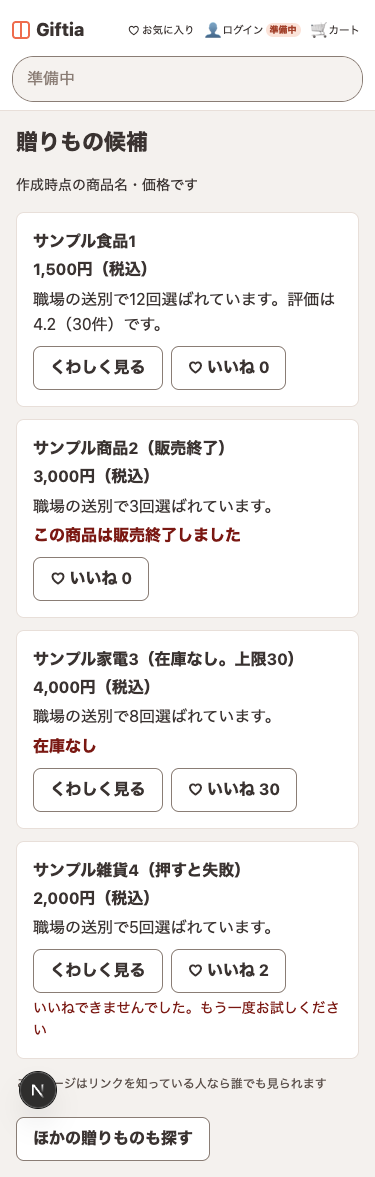 Giftia
♡ お気に入り
ログイン 準備中
カート
準備中
贈りもの候補
作成時点の商品名・価格です
サンプル食品1
1,500円（税込）
職場の送別で12回選ばれています。評価は
4.2（30件）です。
くわしく見る
♡ いいね 0
サンプル商品2（販売終了）
3,000円（税込）
職場の送別で3回選ばれています。
この商品は販売終了しました
♡ いいね 0
サンプル家電3（在庫なし。上限30）
4,000円（税込）
職場の送別で8回選ばれています。
在庫なし
くわしく見る
♡ いいね 30
サンプル雑貨4（押すと失敗）
2,000円（税込）
職場の送別で5回選ばれています。
くわしく見る
♡ いいね 2
いいねできませんでした。もう一度お試しくださ
い
ージはリンクを知っている人なら誰でも見られます
N
ほかの贈りものも探す